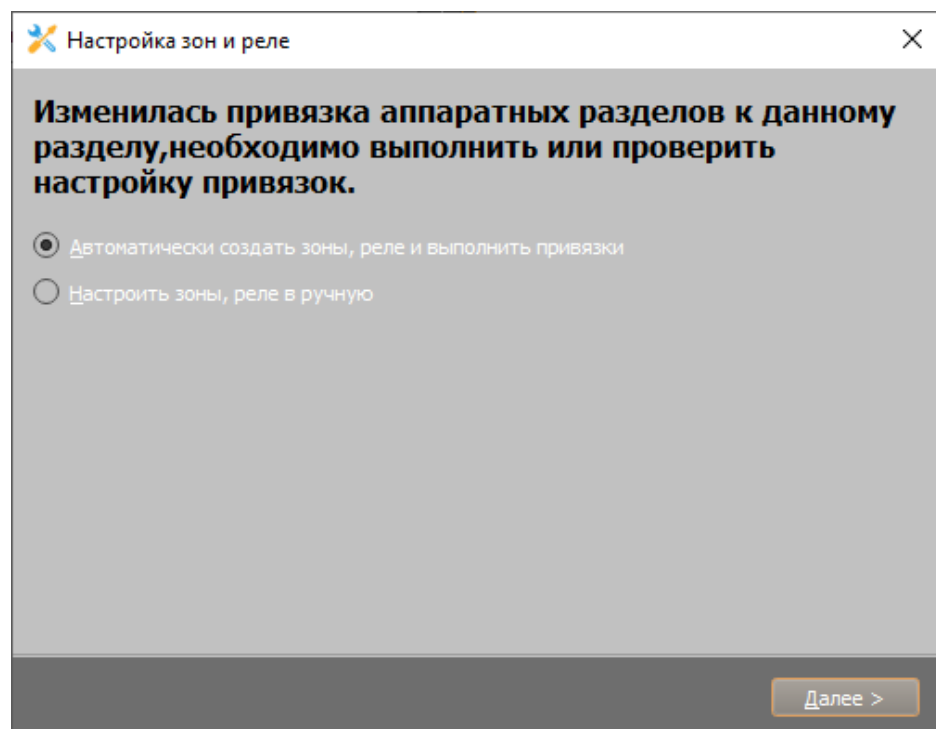 Настройка зон и реле
Изменилась привязка аппаратных разделов к данному
разделу,необходимо выполнить или проверить
настройку привязок.
Автоматически создать зоны, реле и выполнить привязки
Настроить зоны, реле в ручную
Далее >